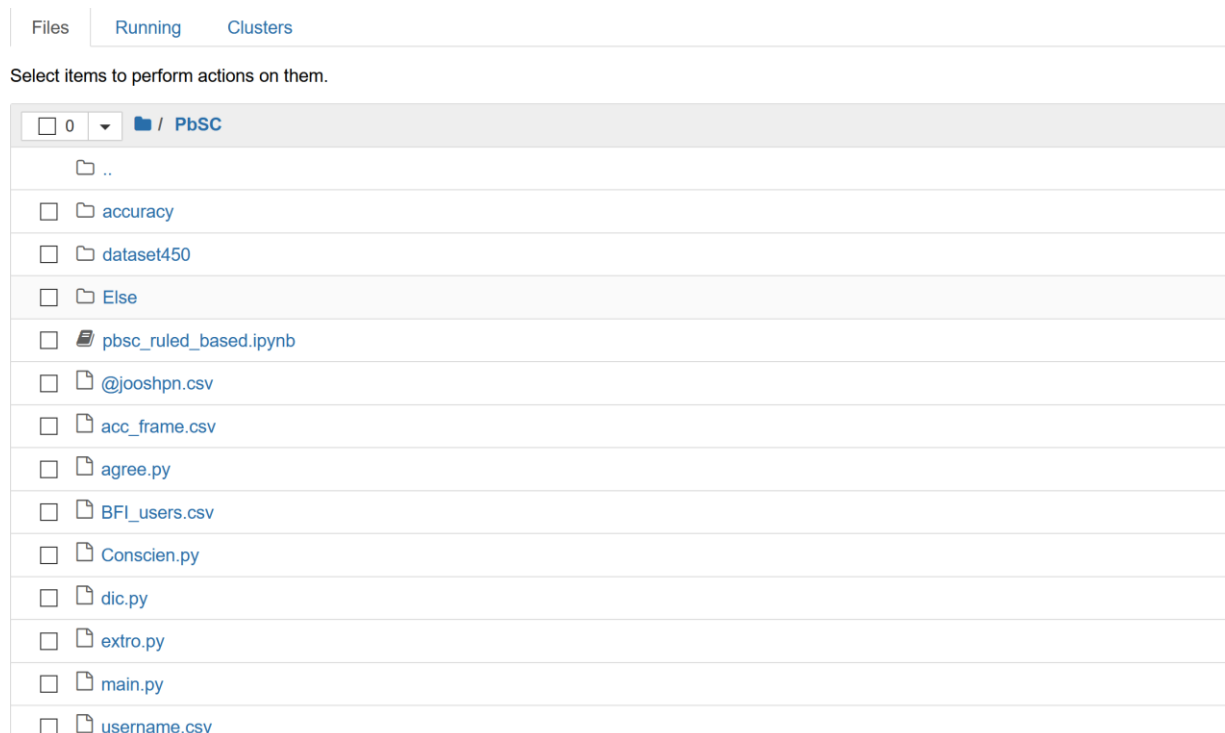 Files Running Clusters
Select items to perform actions on them.
0 / PbSC
..
accuracy
dataset450
Else
pbsc_ruled_based.ipynb
@jooshpn.csv
acc_frame.csv
agree.py
BFI_users.csv
Conscien.py
dic.py
extro.py
main.py
username.csv